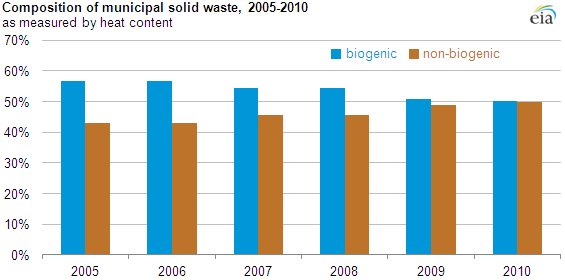 Composition of municipal solid waste, 2005-2010
as measured by heat content
eia
70%
biogenic non-biogenic
60%
50%
40%
30%
20%
10%
0%
2005 2006 2007 2008 2009 2010